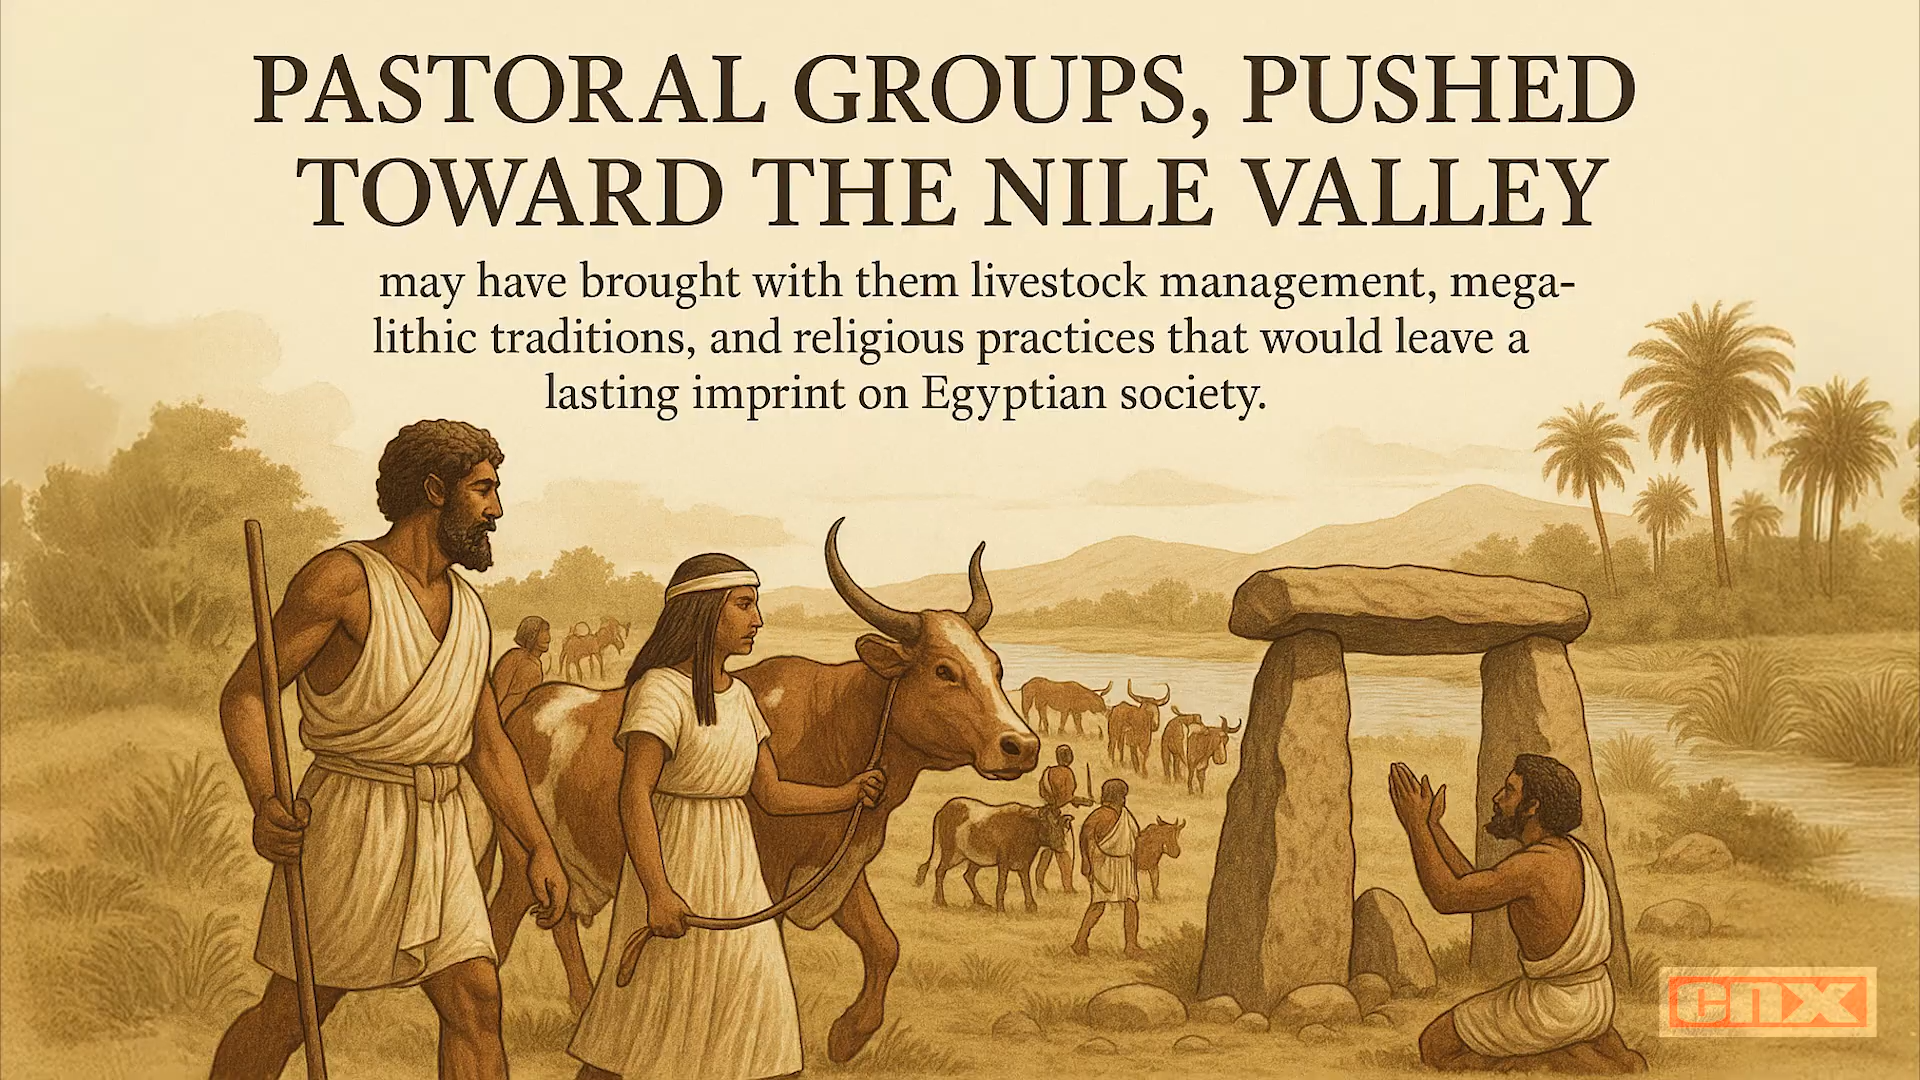 PASTORAL GROUPS, PUSHED
TOWARD THE NILE VALLEY
may have brought with them livestock management, mega-
lithic traditions, and religious practices that would leave a
lasting imprint on Egyptian society.
cnx